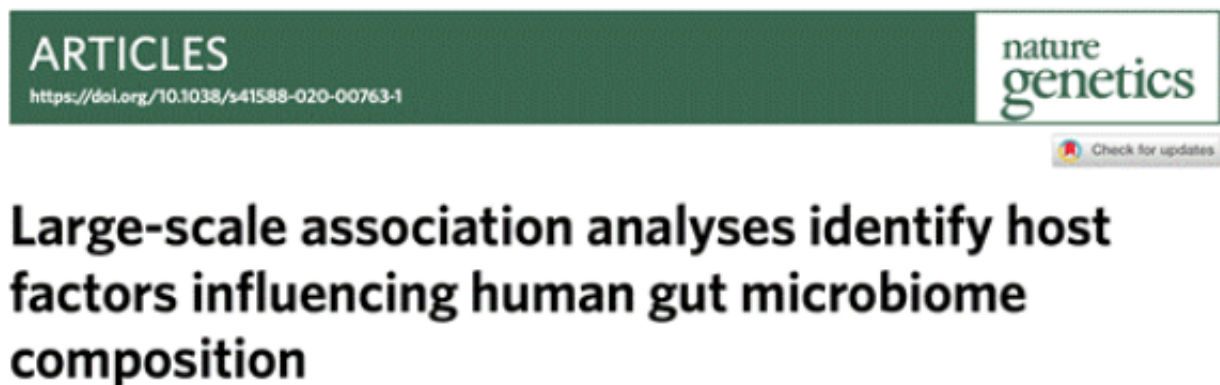 ARTICLES
https://doi.org/10.1038/s41588-020-00763-1
nature
genetics
Check for updates
Large-scale association analyses identify host
factors influencing human gut microbiome
composition